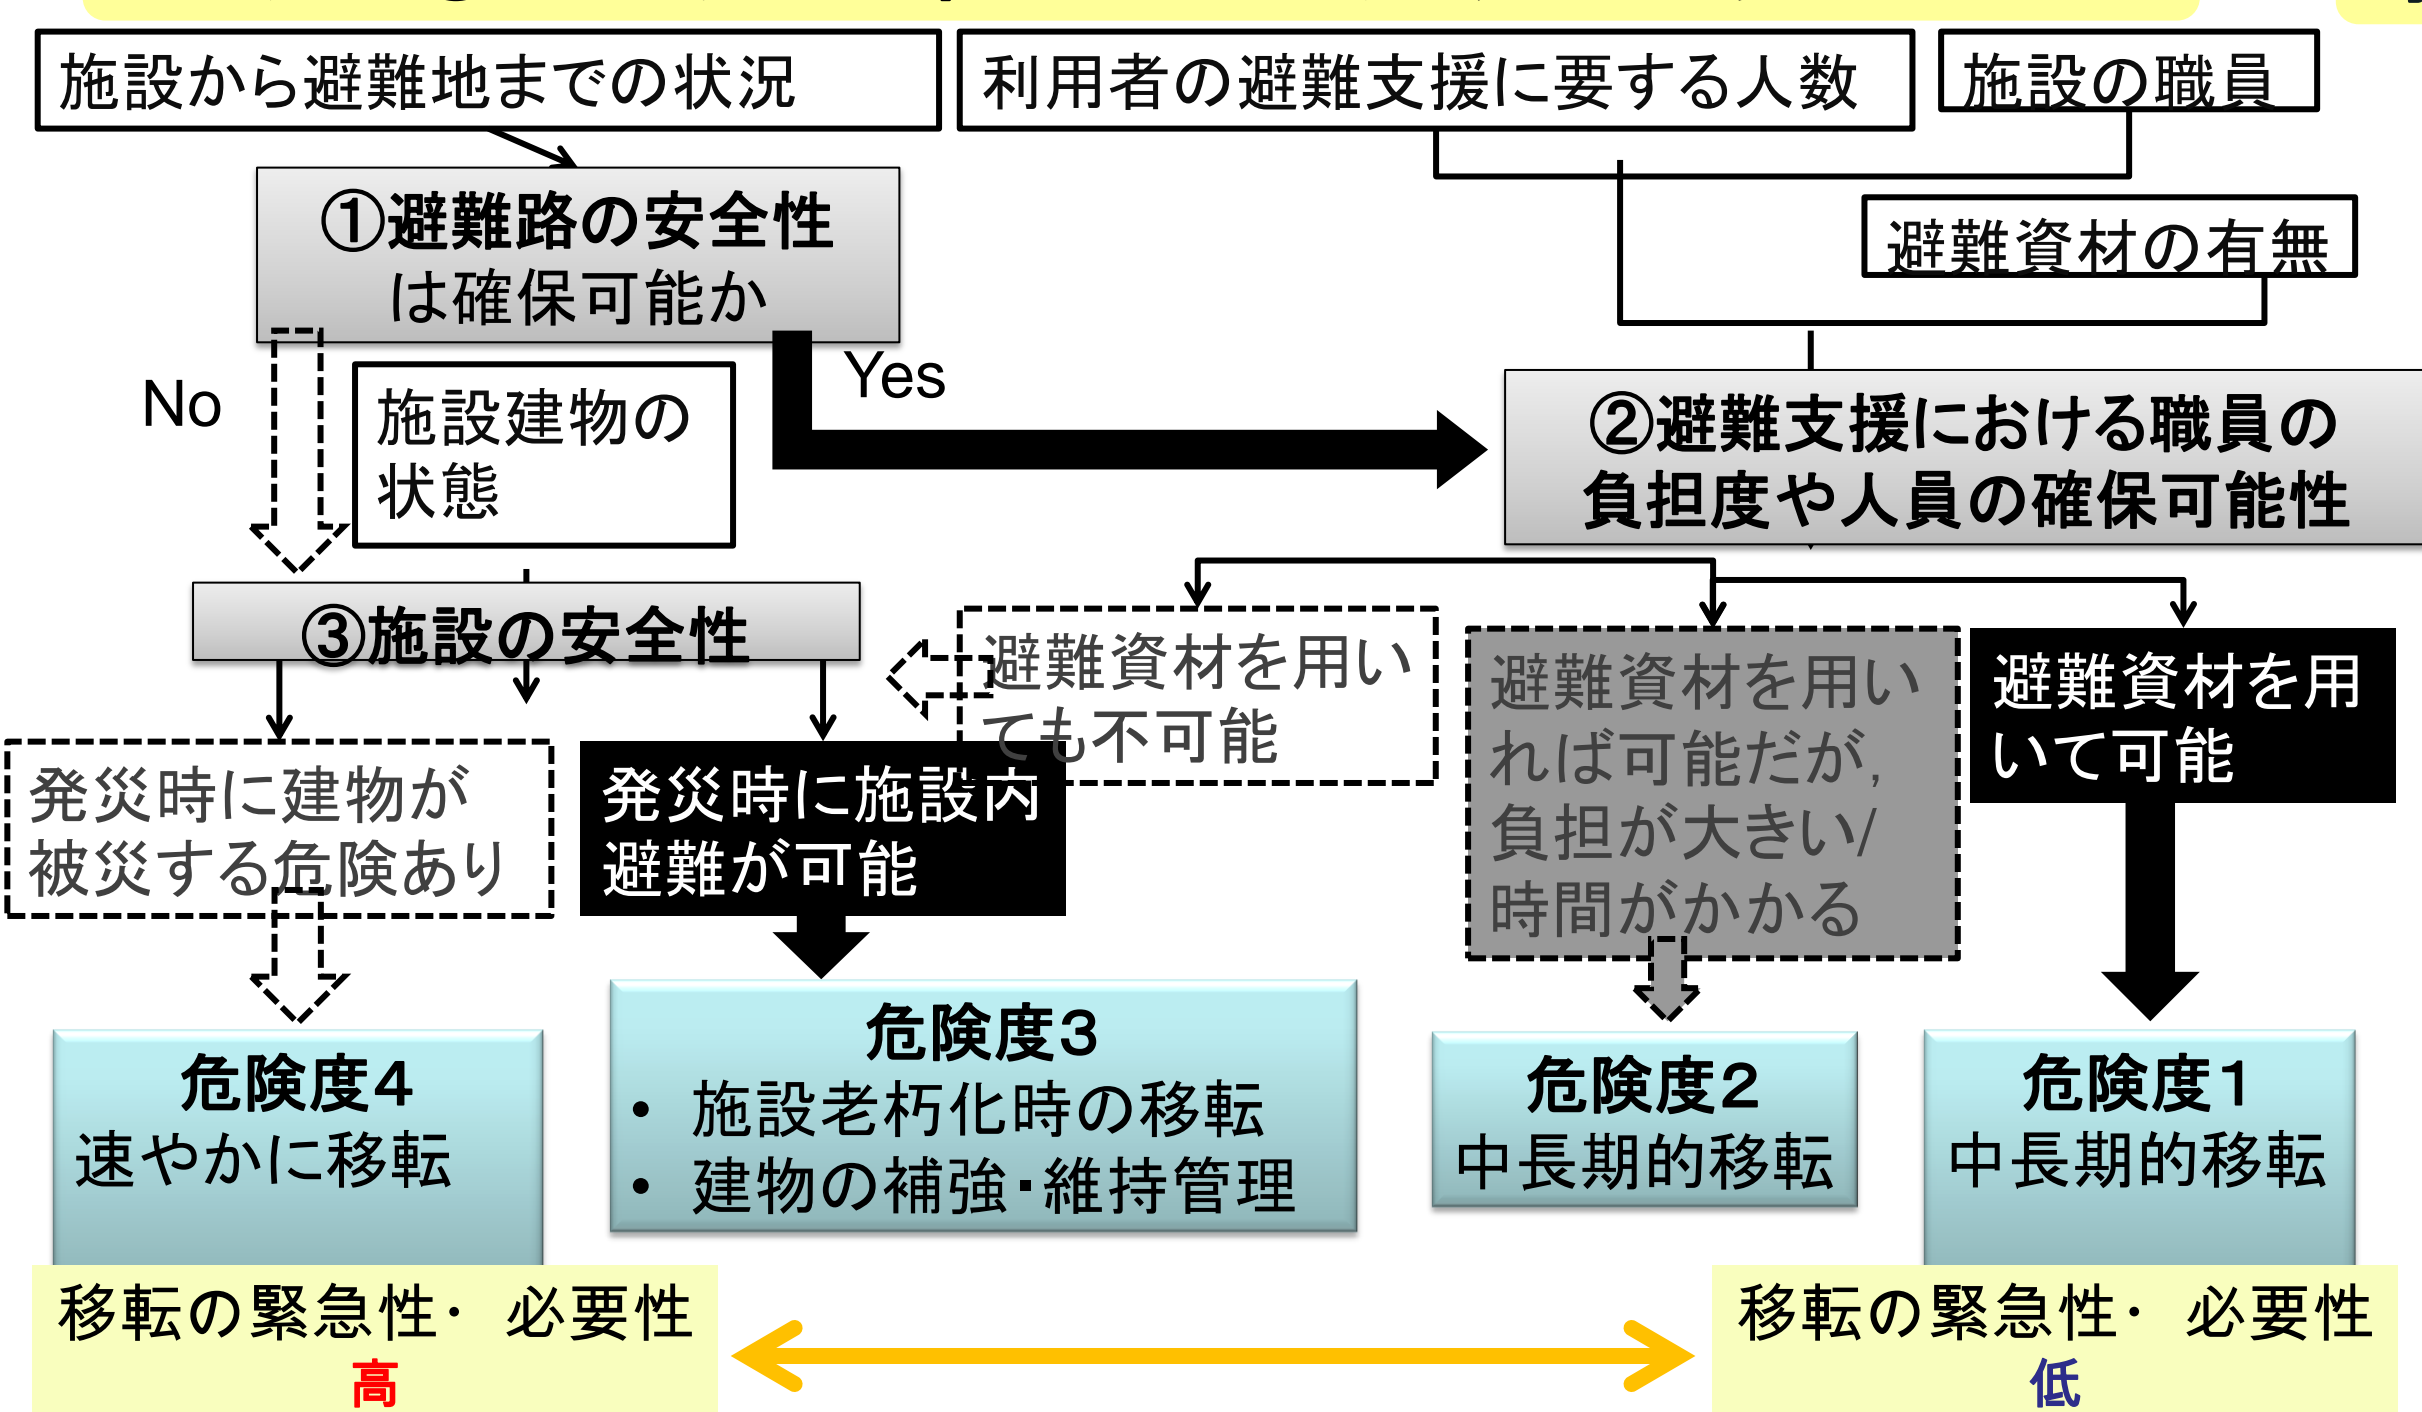 施設から避難地までの状況
利用者の避難支援に要する人数
施設の職員
①避難路の安全性
は確保可能か
避難資材の有無
No
Yes
施設建物の
状態
②避難支援における職員の
負担度や人員の確保可能性
③施設の安全性
避難資材を用い
ても不可能
避難資材を用い
れば可能だが,
負担が大きい/
時間がかかる
避難資材を用
いて可能
発災時に建物が
被災する危険あり
発災時に施設内
避難が可能
危険度4
速やかに移転
危険度3
• 施設老朽化時の移転
• 建物の補強・維持管理
危険度2
中長期的移転
危険度1
中長期的移転
移転の緊急性・ 必要性
高
移転の緊急性・ 必要性
低